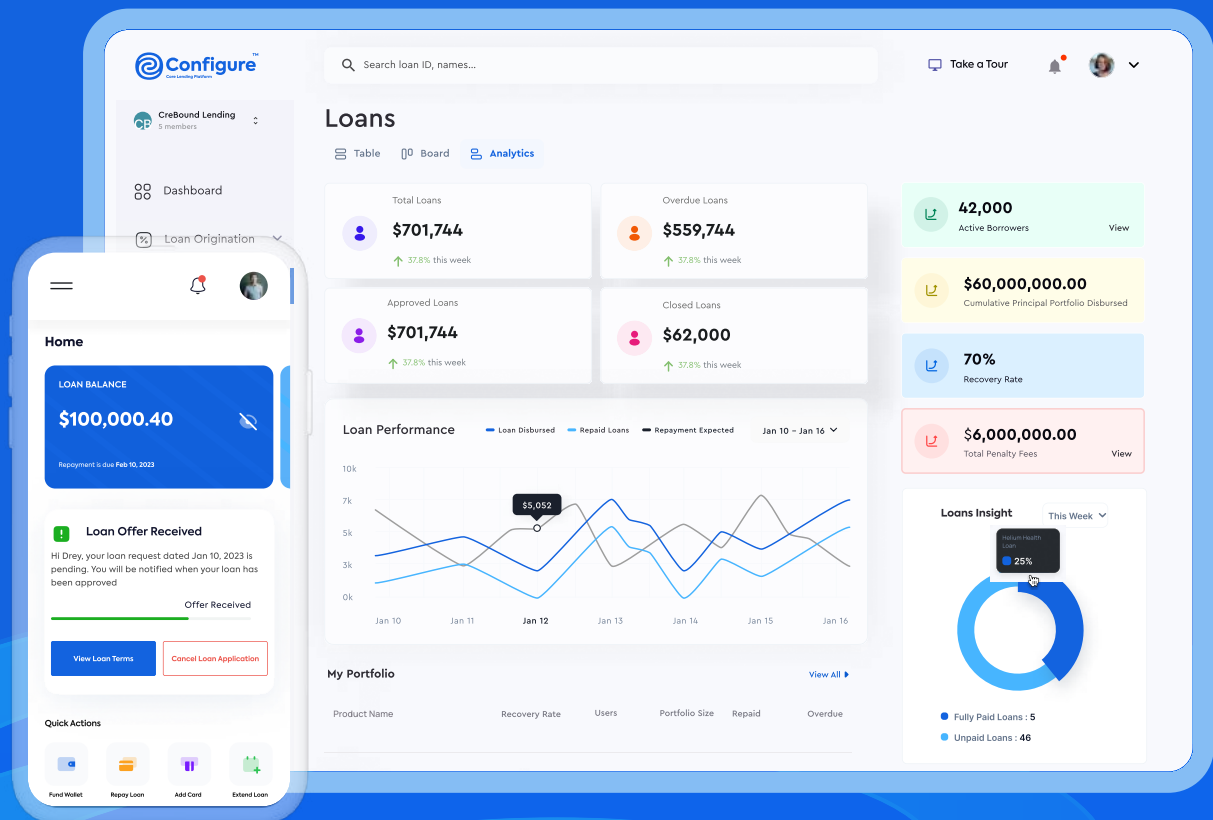 Configure™
Core Lending Platform
Search loan ID, names...
Take a Tour
CB
CreBound Lending
5 members
Dashboard
Loan Origination
Loans
Table
Board
Analytics
Total Loans
$701,744
37.8% this week
Overdue Loans
$559,744
37.8% this week
Approved Loans
$701,744
37.8% this week
Closed Loans
$62,000
37.8% this week
42,000
Active Borrowers
View
$60,000,000.00
Cumulative Principal Portfolio Disbursed
70%
Recovery Rate
$6,000,000.00
Total Penalty Fees
View
Loan Performance
Loan Disbursed
Repaid Loans
Repayment Expected
Jan 10 – Jan 16
10k
7k
5k
3k
0k
$5,052
Jan 10
Jan 11
Jan 12
Jan 13
Jan 14
Jan 15
Jan 16
Loans Insight
This Week
Helium Health
Loan
25%
Fully Paid Loans : 5
Unpaid Loans : 46
My Portfolio
View All
Product Name
Recovery Rate
Users
Portfolio Size
Repaid
Overdue
Home
LOAN BALANCE
$100,000.40
Repayment is due Feb 10, 2023
Loan Offer Received
Hi Drey, your loan request dated Jan 10, 2023 is
pending. You will be notified when your loan has
been approved
Offer Received
View Loan Terms
Cancel Loan Application
Quick Actions
Fund Wallet
Repay Loan
Add Card
Extend Loan